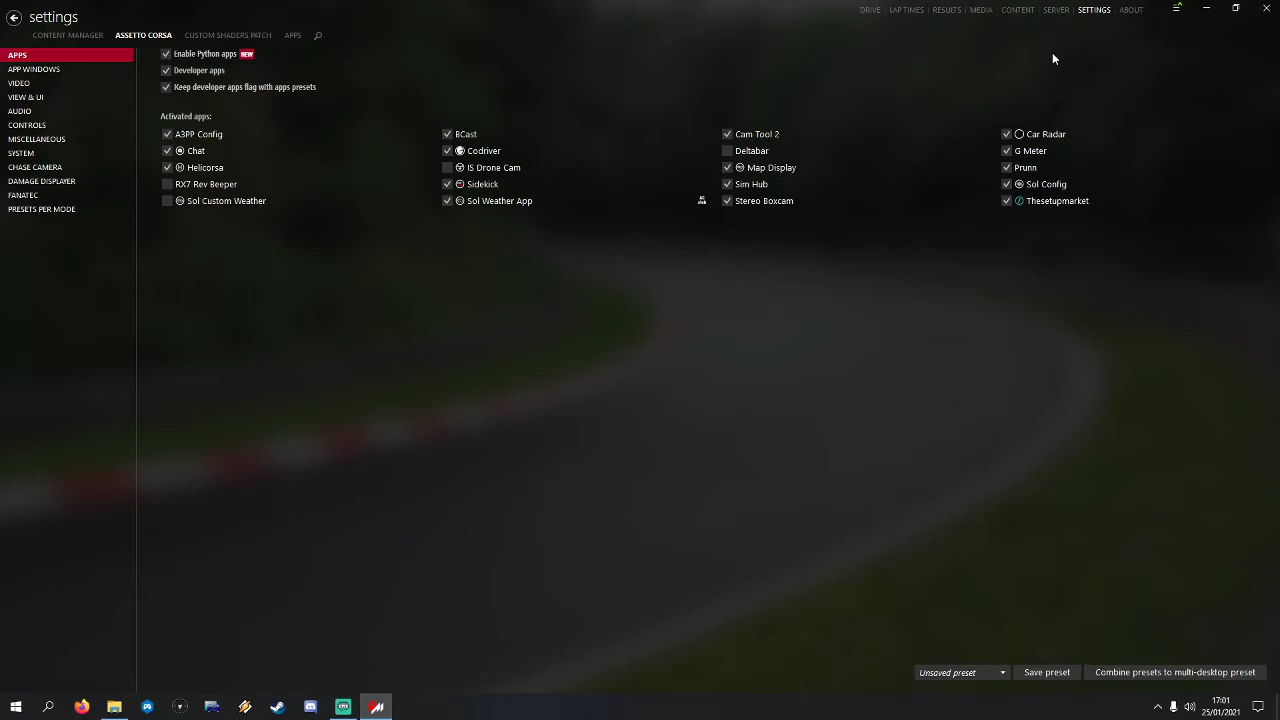 settings
DRIVE LAP TIMES RESULTS MEDIA CONTENT SERVER SETTINGS ABOUT
CONTENT MANAGER ASSETTO CORSA CUSTOM SHADERS PATCH APPS
APPS
APP WINDOWS
VIDEO
VIEW & UI
AUDIO
CONTROLS
MISCELLANEOUS
SYSTEM
CHASE CAMERA
DAMAGE DISPLAYER
FANATEC
PRESETS PER MODE
Enable Python apps NEW
Developer apps
Keep developer apps flag with apps presets
Activated apps:
A3PP Config BCast Cam Tool 2 Car Radar
Chat Codriver Deltabar G Meter
Helicorsa IS Drone Cam Map Display Prunn
RX7 Rev Beeper Sidekick Sim Hub Sol Config
Sol Custom Weather Sol Weather App Stereo Boxcam Thesetupmarket
Unsaved preset Save preset Combine presets to multi-desktop preset
17:01
25/01/2021